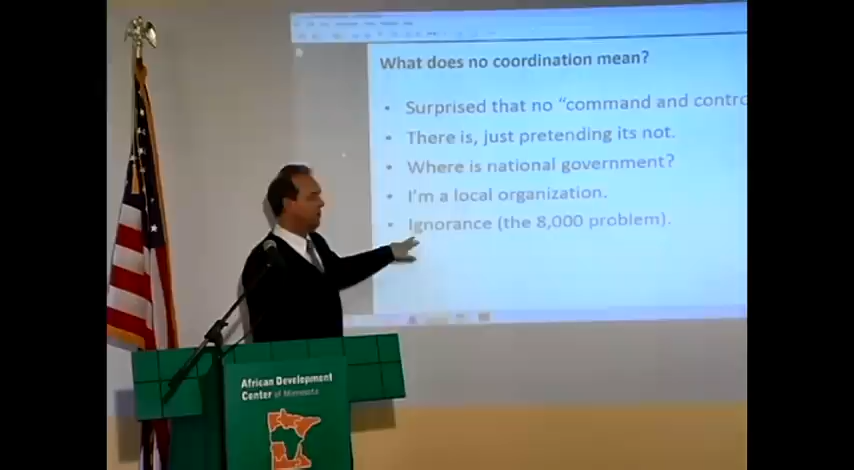 What does no coordination mean?
• Surprised that no “command and contro
• There is, just pretending its not.
• Where is national government?
• I'm a local organization.
• Ignorance (the 8,000 problem).
African Development
Center of Minnesota